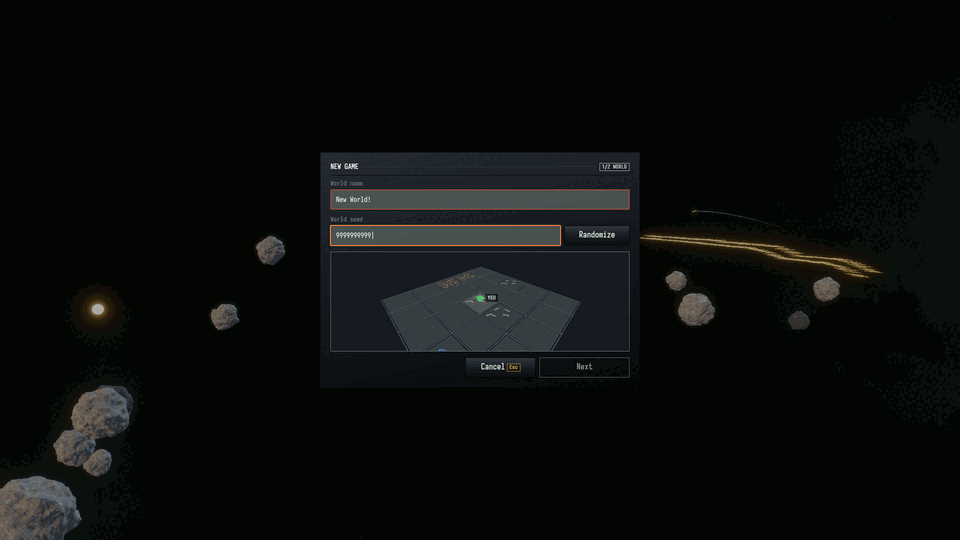 NEW GAME
1/2 WORLD
World name
New World!
World seed
9999999999
Randomize
YOU
Cancel Esc
Next